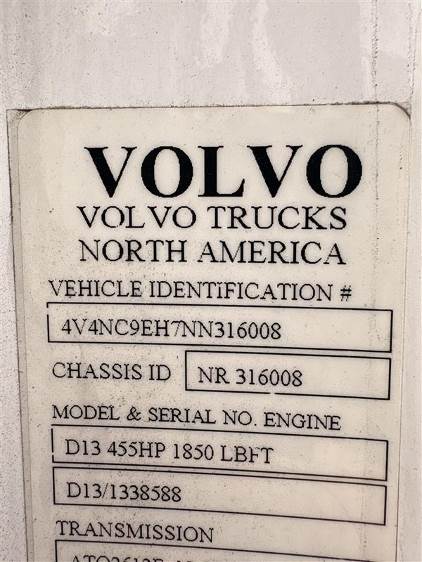 VOLVO
VOLVO TRUCKS
NORTH AMERICA
VEHICLE IDENTIFICATION #
4V4NC9EH7NN316008
CHASSIS ID
NR 316008
MODEL & SERIAL NO. ENGINE
D13 455HP 1850 LBFT
D13/1338588
TRANSMISSION